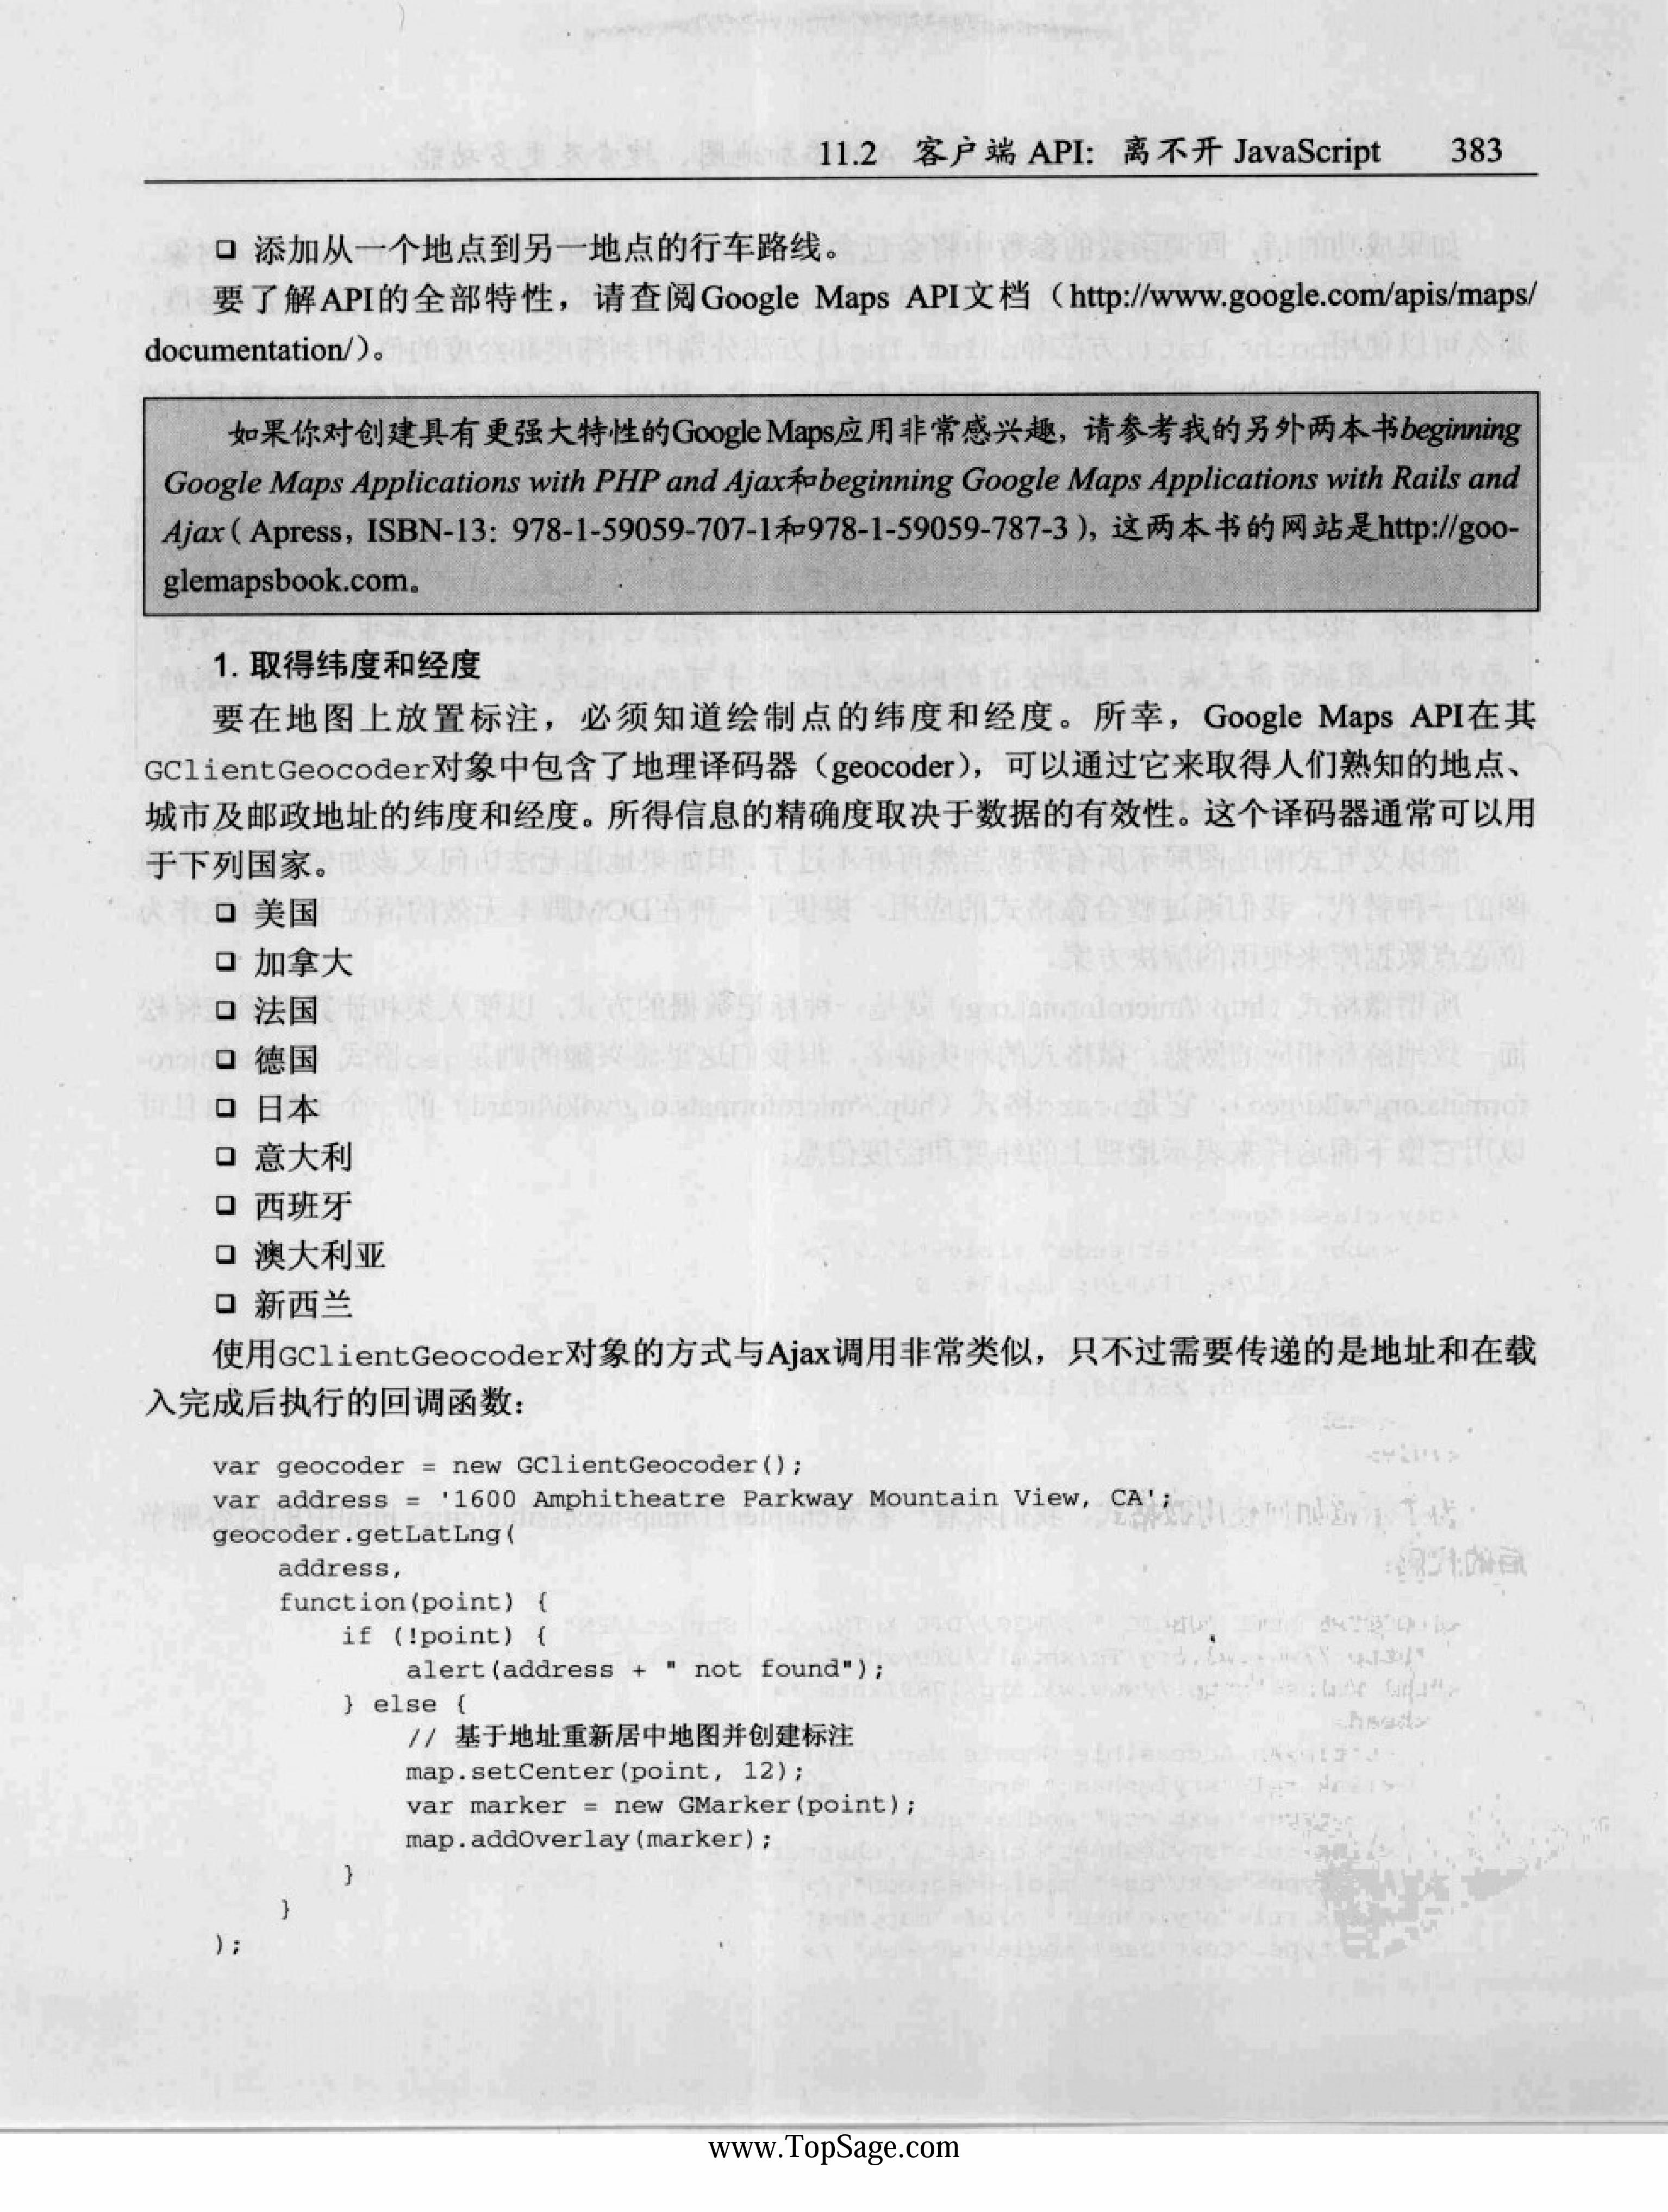 11.2 客户端 API: 离不开 JavaScript 383
❑ 添加从一个地点到另一地点的行车路线。
要了解API的全部特性，请查阅Google Maps API文档（http://www.google.com/apis/maps/
documentation/）。
如果你对创建具有更强大特性的Google Maps应用非常感兴趣，请参考我的另外两本书beginning
Google Maps Applications with PHP and Ajax和beginning Google Maps Applications with Rails and
Ajax（Apress，ISBN-13：978-1-59059-707-1和978-1-59059-787-3），这两本书的网站是http://goo-
glemapsbook.com。
1. 取得纬度和经度
要在地图上放置标注，必须知道绘制点的纬度和经度。所幸，Google Maps API在其
GClientGeocoder对象中包含了地理译码器（geocoder），可以通过它来取得人们熟知的地点、
城市及邮政地址的纬度和经度。所得信息的精确度取决于数据的有效性。这个译码器通常可以用
于下列国家。
❑ 美国
❑ 加拿大
❑ 法国
❑ 德国
❑ 日本
❑ 意大利
❑ 西班牙
❑ 澳大利亚
❑ 新西兰
使用GClientGeocoder对象的方式与Ajax调用非常类似，只不过需要传递的是地址和在载
入完成后执行的回调函数：
var geocoder = new GClientGeocoder();
var address = '1600 Amphitheatre Parkway Mountain View, CA';
geocoder.getLatLng(
address,
function(point) {
if (!point) {
alert(address + " not found");
} else {
// 基于地址重新居中地图并创建标注
map.setCenter(point, 12);
var marker = new GMarker(point);
map.addOverlay(marker);
}
}
);
www.TopSage.com